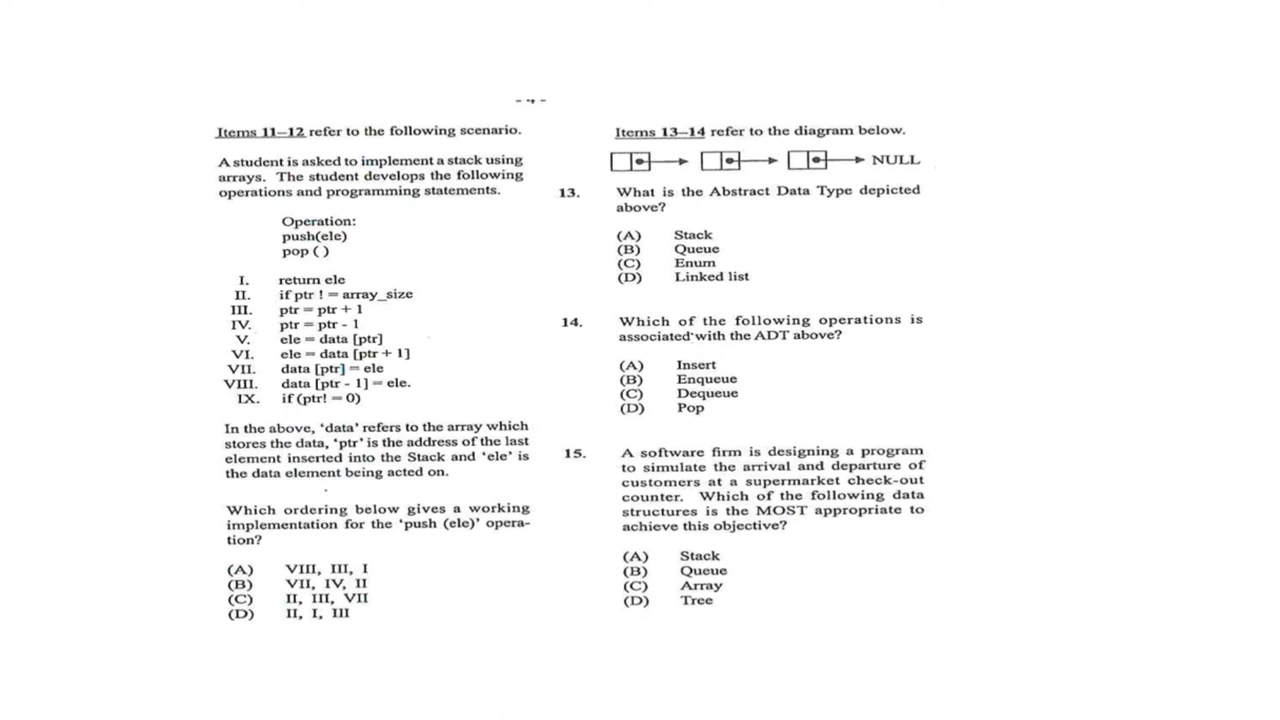 - 4 -
Items 11–12 refer to the following scenario.
A student is asked to implement a stack using
arrays. The student develops the following
operations and programming statements.
Operation:
push(ele)
pop ( )
I. return ele
II. if ptr ! = array_size
III. ptr = ptr + 1
IV. ptr = ptr - 1
V. ele = data [ptr]
VI. ele = data [ptr + 1]
VII. data [ptr] = ele
VIII. data [ptr - 1] = ele.
IX. if (ptr! = 0)
In the above, ‘data’ refers to the array which
stores the data, ‘ptr’ is the address of the last
element inserted into the Stack and ‘ele’ is
the data element being acted on.
Which ordering below gives a working
implementation for the ‘push (ele)’ opera-
tion?
(A) VIII, III, I
(B) VII, IV, II
(C) II, III, VII
(D) II, I, III
Items 13–14 refer to the diagram below.
NULL
13. What is the Abstract Data Type depicted
above?
(A) Stack
(B) Queue
(C) Enum
(D) Linked list
14. Which of the following operations is
associated with the ADT above?
(A) Insert
(B) Enqueue
(C) Dequeue
(D) Pop
15. A software firm is designing a program
to simulate the arrival and departure of
customers at a supermarket check-out
counter. Which of the following data
structures is the MOST appropriate to
achieve this objective?
(A) Stack
(B) Queue
(C) Array
(D) Tree